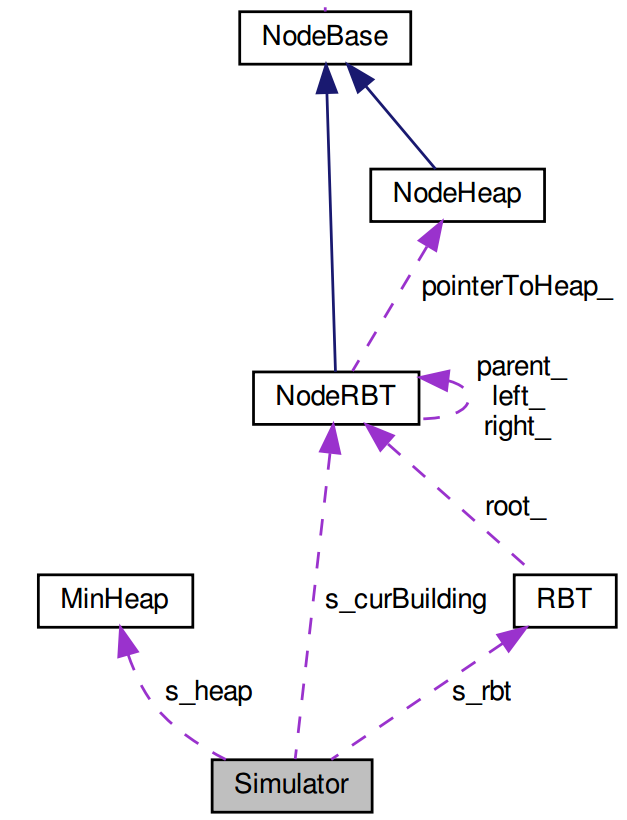 NodeBase
NodeHeap
pointerToHeap_
NodeRBT
parent_
left_
right_
root_
MinHeap
s_curBuilding
RBT
s_heap
s_rbt
Simulator